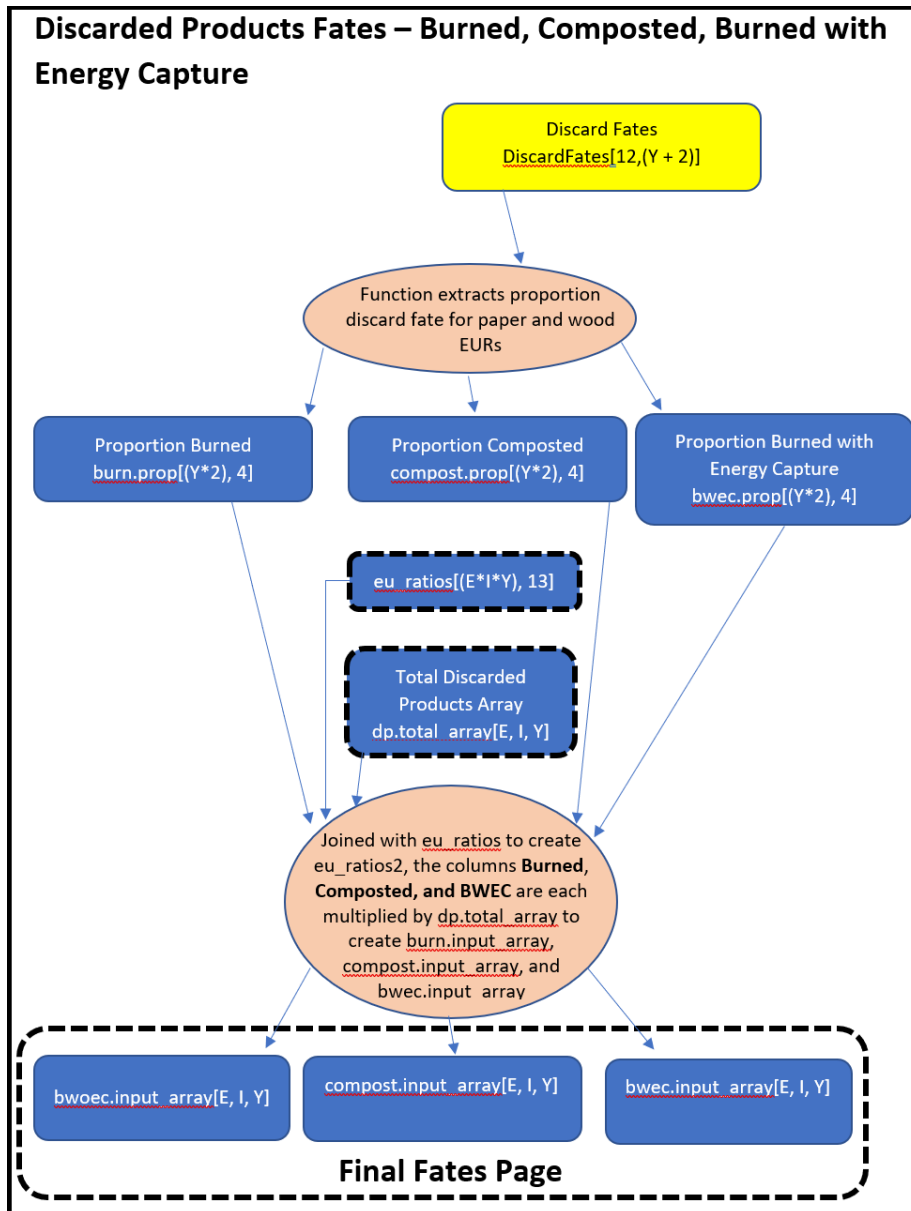 Discarded Products Fates – Burned, Composted, Burned with
Energy Capture
Discard Fates
DiscardFates[12,(Y + 2)]
Function extracts proportion
discard fate for paper and wood
EURs
Proportion Burned
burn.prop[(Y*2), 4]
Proportion Composted
compost.prop[(Y*2), 4]
Proportion Burned with
Energy Capture
bwec.prop[(Y*2), 4]
eu_ratios[(E*I*Y), 13]
Total Discarded
Products Array
dp.total_array[E, I, Y]
Joined with eu_ratios to create
eu_ratios2, the columns Burned,
Composted, and BWEC are each
multiplied by dp.total_array to
create burn.input_array,
compost.input_array, and
bwec.input_array
bwoec.input_array[E, I, Y]
compost.input_array[E, I, Y]
bwec.input_array[E, I, Y]
Final Fates Page